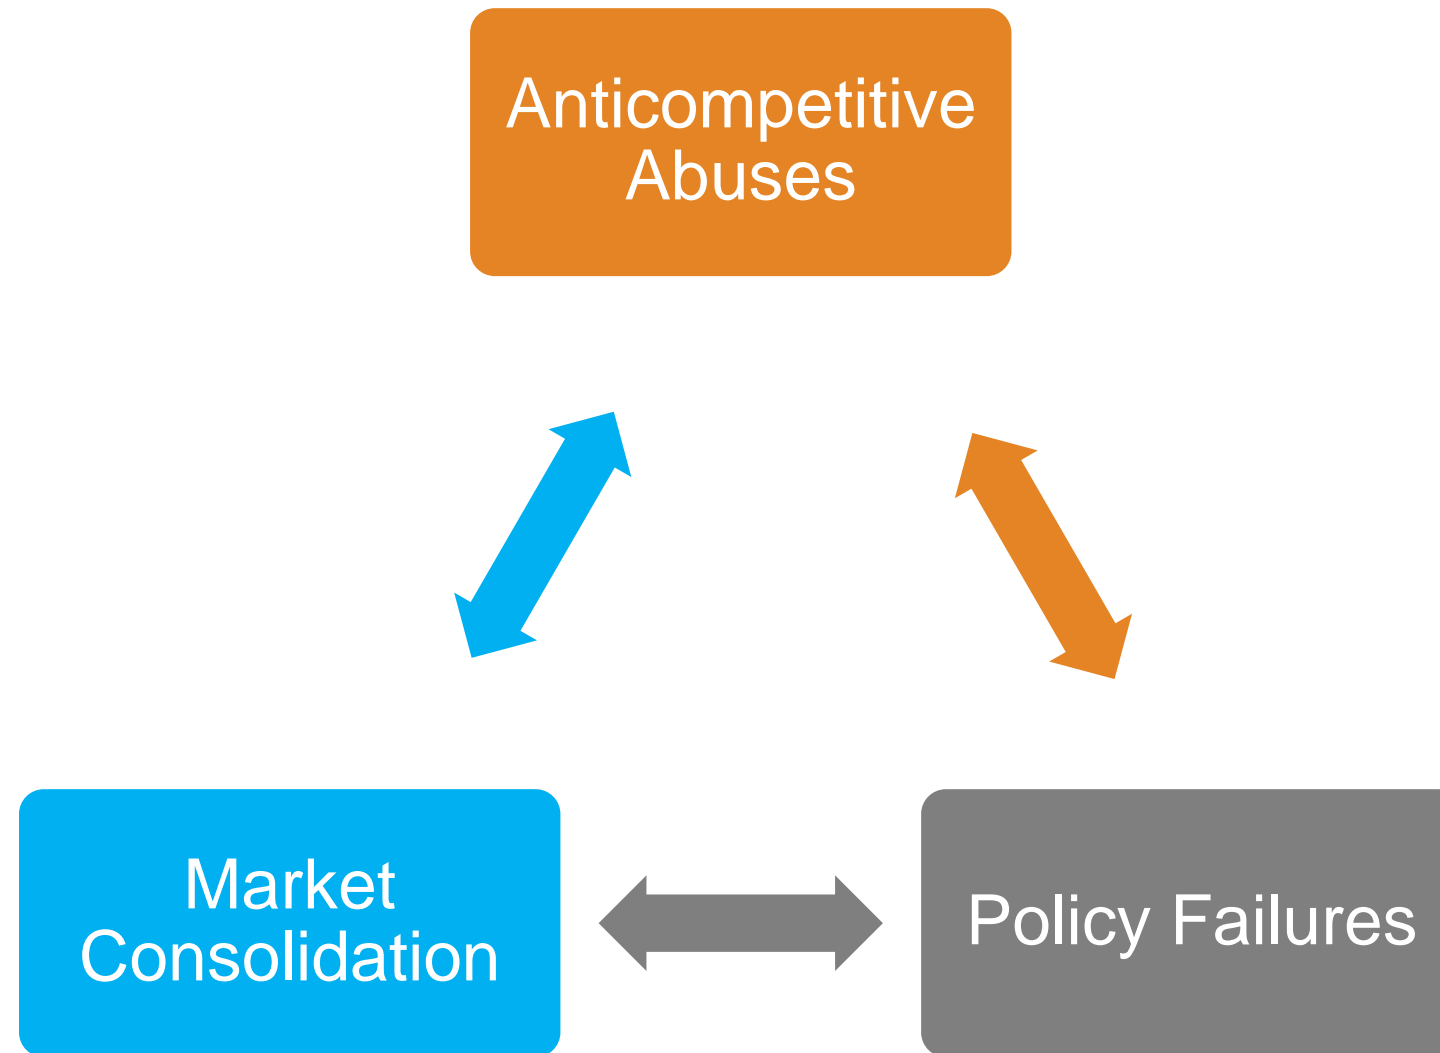 Anticompetitive
Abuses
Market
Consolidation
Policy Failures